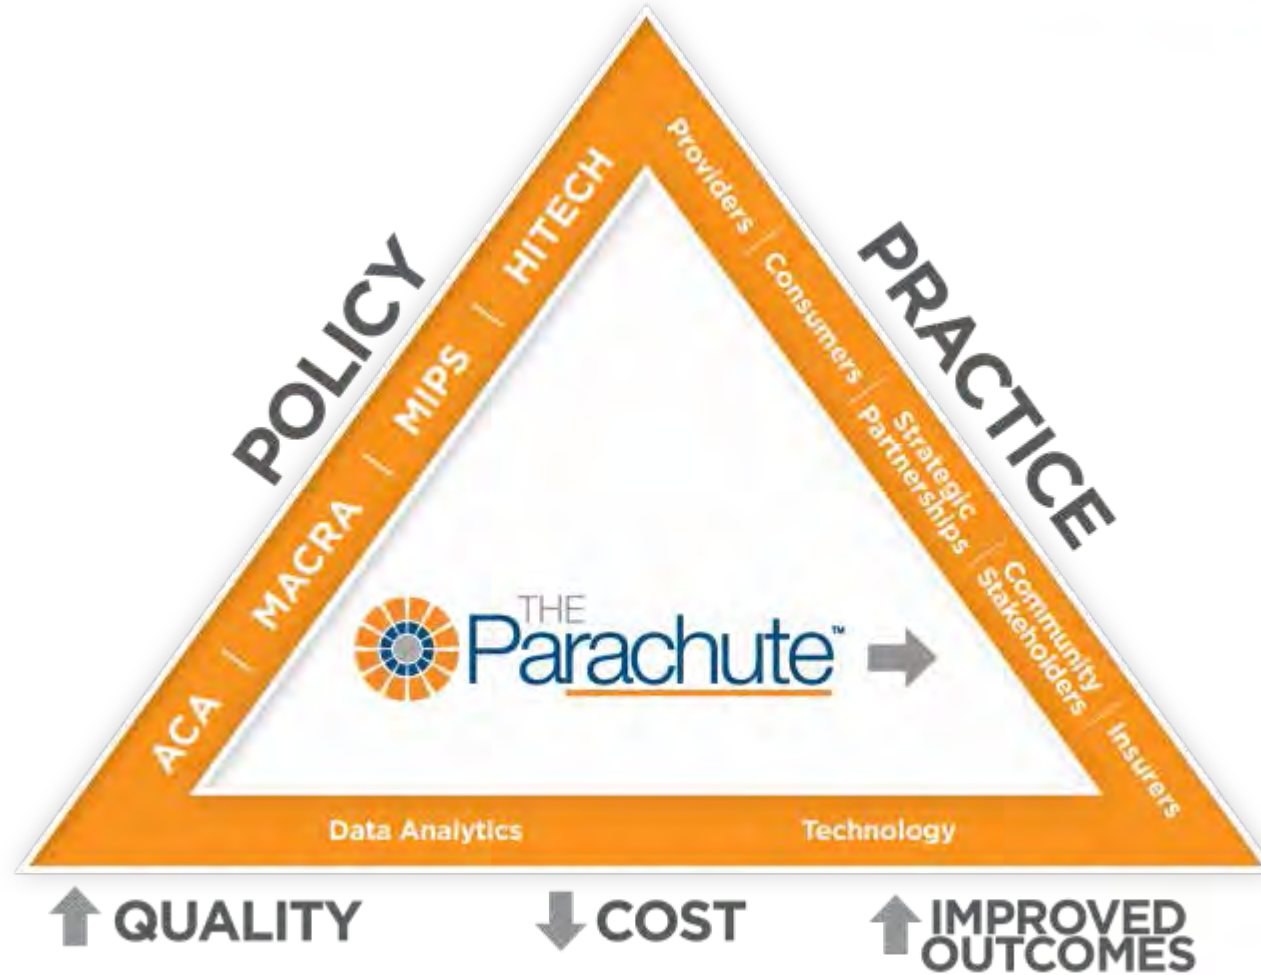 POLICY
ACA | MACRA | MIPS | HITECH
PRACTICE
Providers | Consumers | Strategic Partnerships | Community Stakeholders | Insurers
THE
Parachute™
Data Analytics
Technology
QUALITY
COST
IMPROVED
OUTCOMES